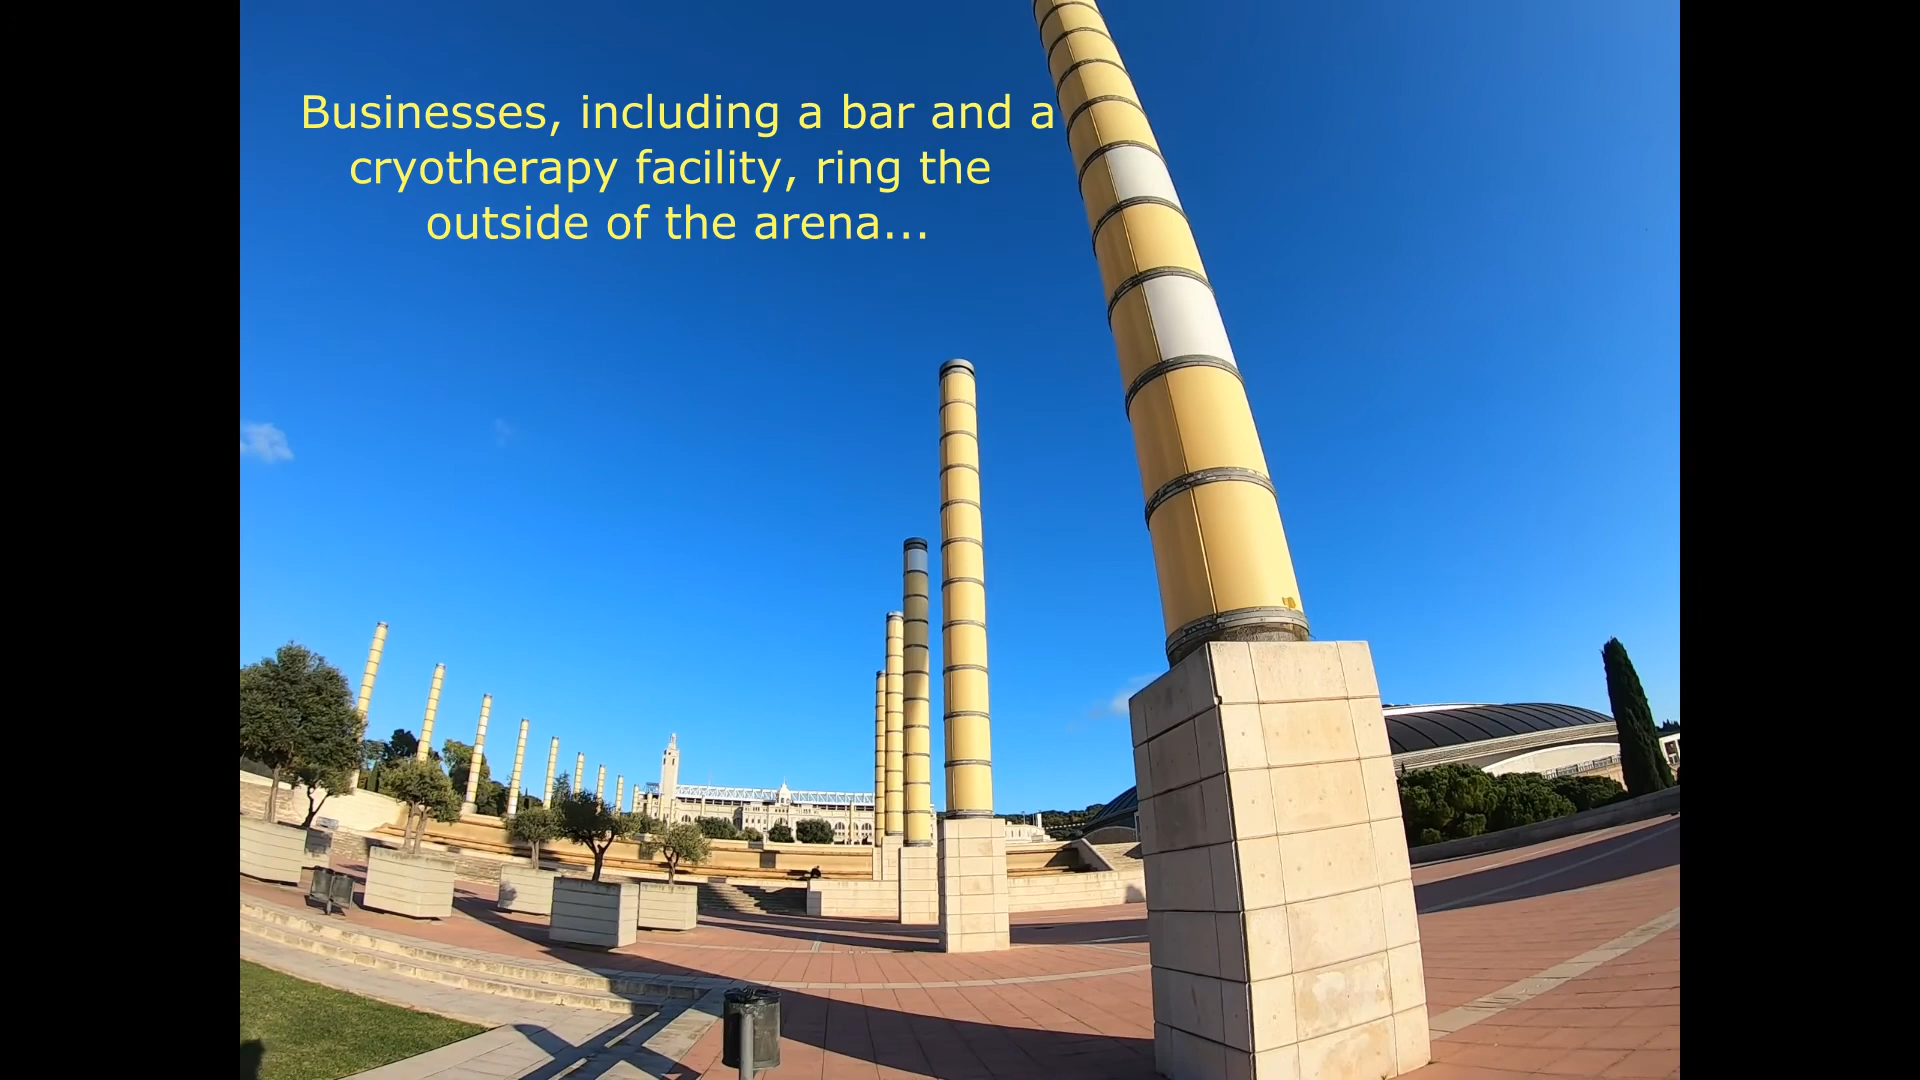 Businesses, including a bar and a
cryotherapy facility, ring the
outside of the arena...